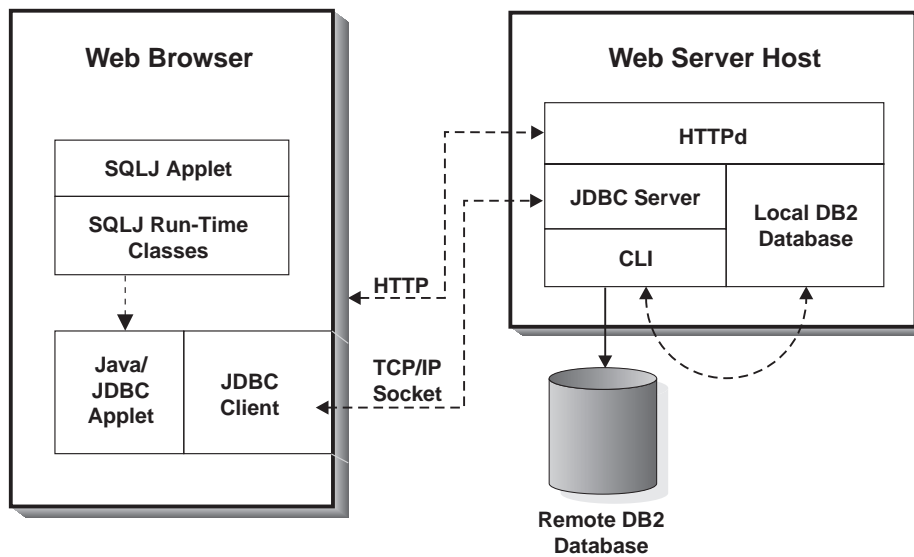 Web Browser
SQLJ Applet
SQLJ Run-Time
Classes
Java/
JDBC
Applet
JDBC
Client
HTTP
TCP/IP
Socket
Web Server Host
HTTPd
JDBC Server
CLI
Local DB2
Database
Remote DB2
Database